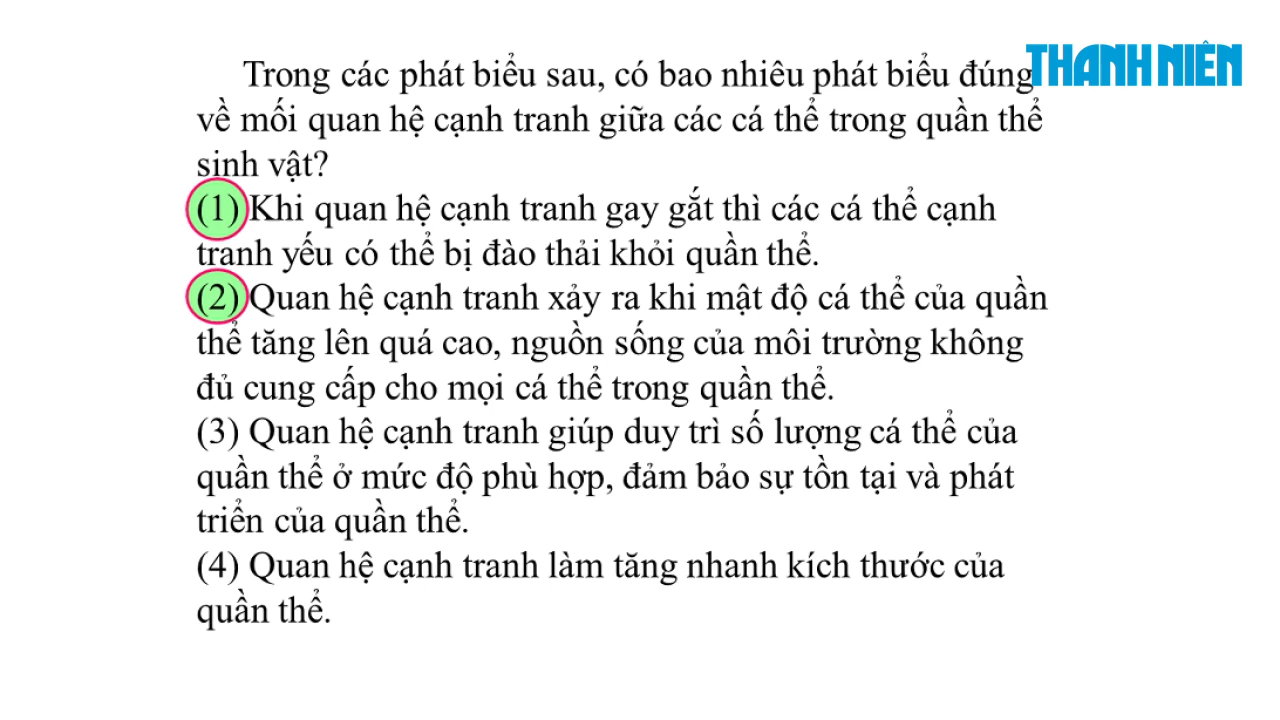 Trong các phát biểu sau, có bao nhiêu phát biểu đúng
THANH NIÊN
về mối quan hệ cạnh tranh giữa các cá thể trong quần thể
sinh vật?
(1) Khi quan hệ cạnh tranh gay gắt thì các cá thể cạnh
tranh yếu có thể bị đào thải khỏi quần thể.
(2) Quan hệ cạnh tranh xảy ra khi mật độ cá thể của quần
thể tăng lên quá cao, nguồn sống của môi trường không
đủ cung cấp cho mọi cá thể trong quần thể.
(3) Quan hệ cạnh tranh giúp duy trì số lượng cá thể của
quần thể ở mức độ phù hợp, đảm bảo sự tồn tại và phát
triển của quần thể.
(4) Quan hệ cạnh tranh làm tăng nhanh kích thước của
quần thể.